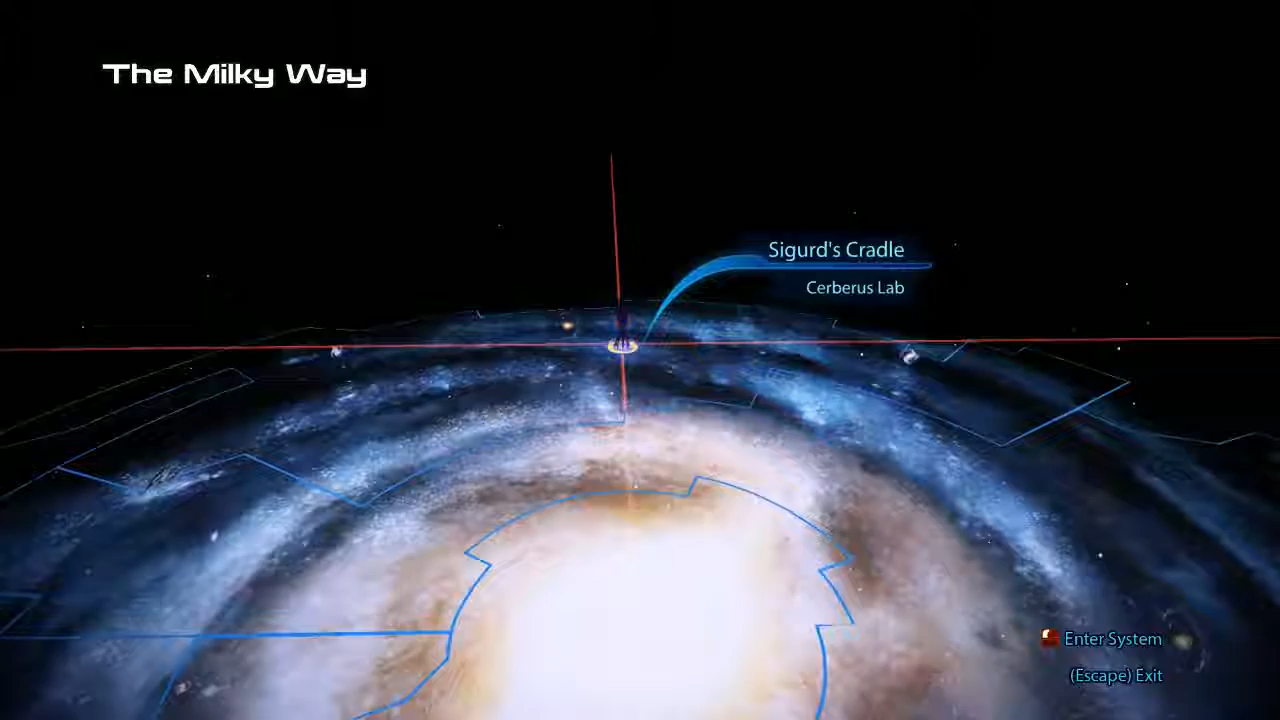 The Milky Way
Sigurd's Cradle
Cerberus Lab
Enter System
(Escape) Exit